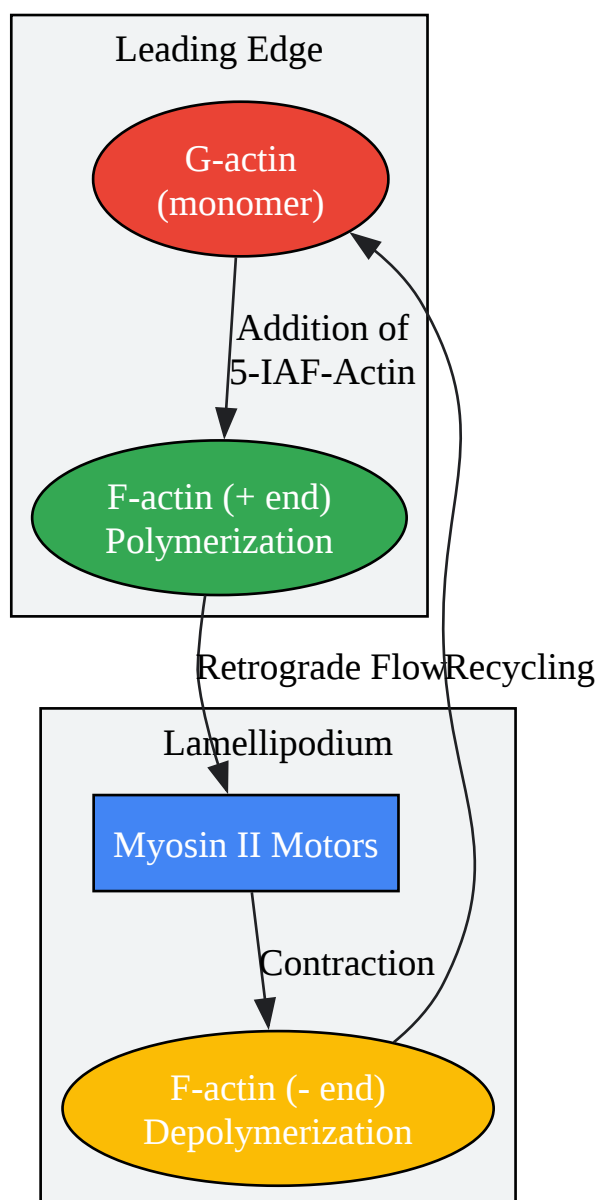 Leading Edge
G-actin
(monomer)
Addition of
5-IAF-Actin
F-actin (+ end)
Polymerization
Retrograde Flow
Recycling
Lamellipodium
Myosin II Motors
Contraction
F-actin (- end)
Depolymerization